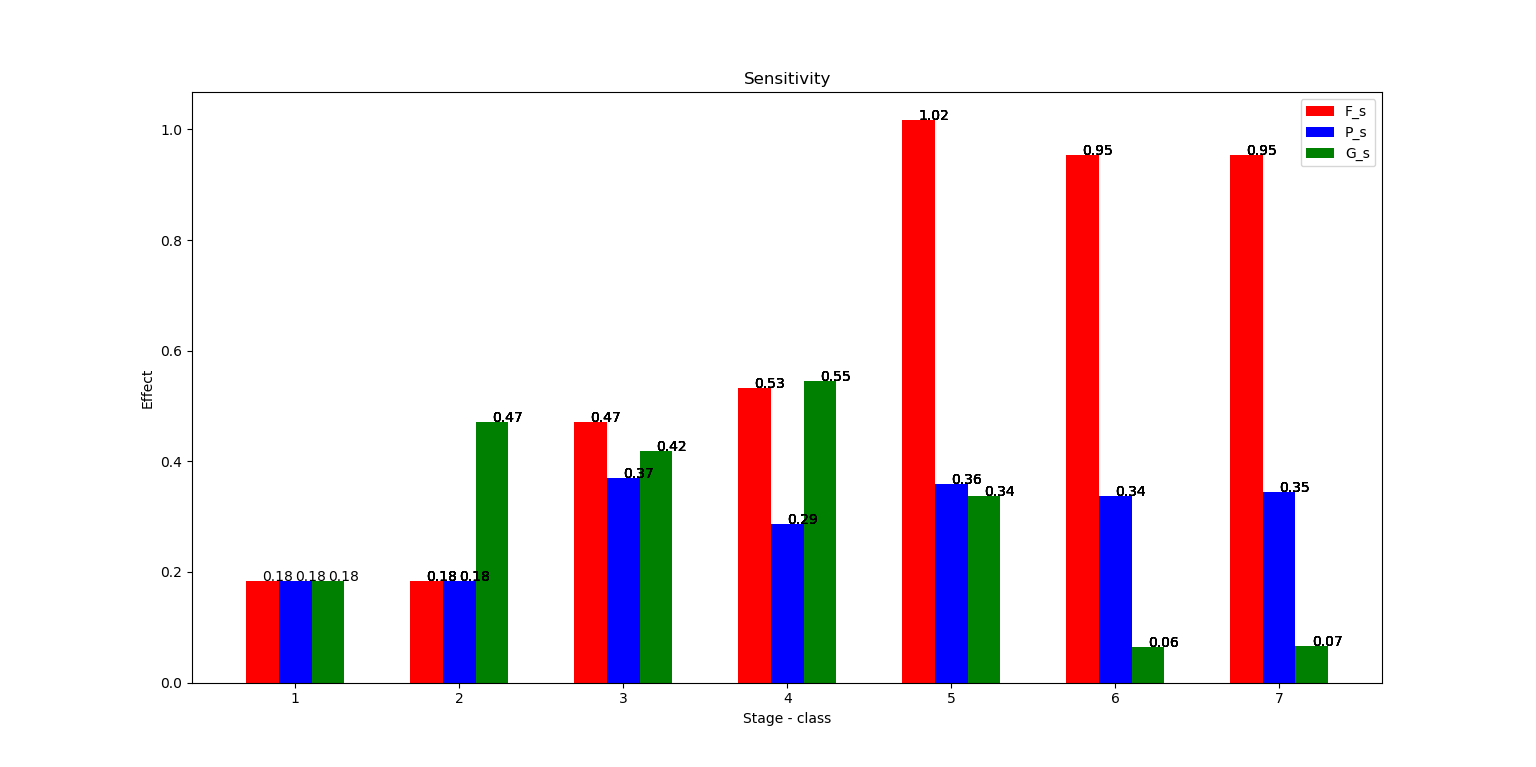 Sensitivity
F_s
P_s
G_s
1.0
0.8
0.6
0.4
0.2
0.0
Effect
0.18 0.18 0.18
0.18 0.18 0.47
0.47 0.37 0.42
0.53 0.29 0.55
1.02 0.36 0.34
0.95 0.34 0.06
0.95 0.35 0.07
1 2 3 4 5 6 7
Stage - class